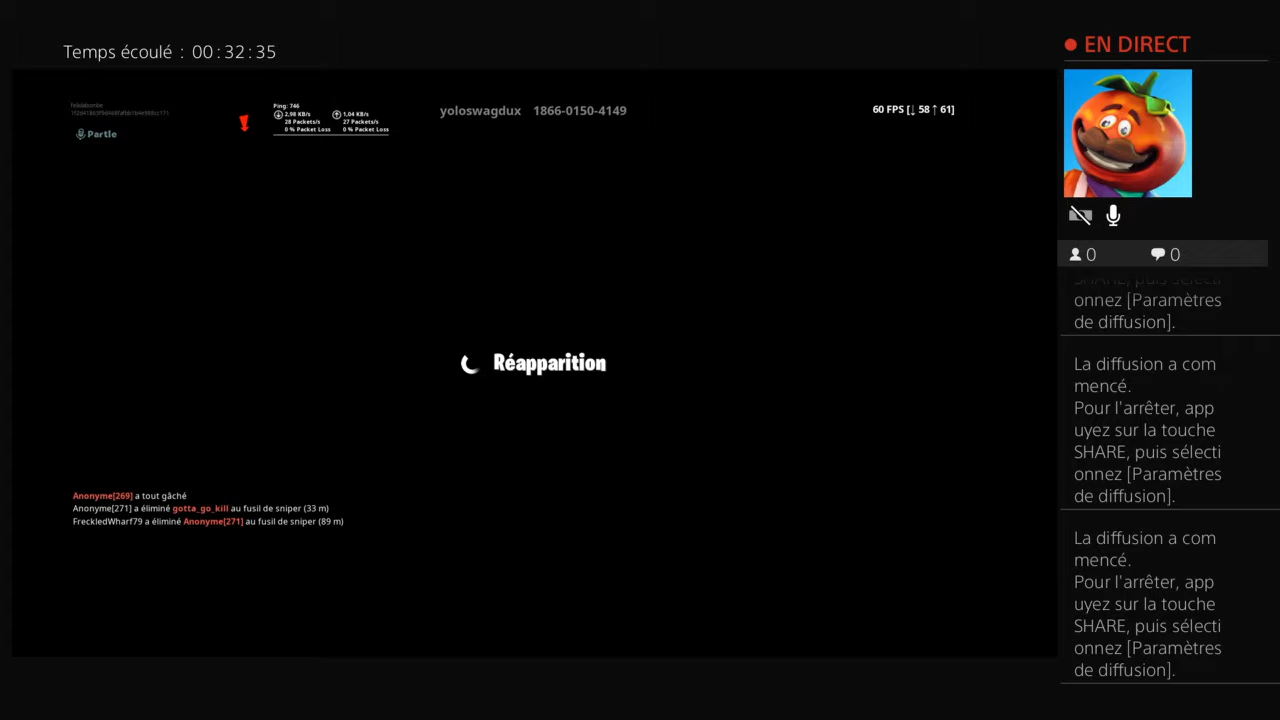 Temps écoulé : 00:32:35
EN DIRECT
Partle
Ping: 746
2,98 KB/s 1,04 KB/s
28 Packets/s 27 Packets/s
0 % Packet Loss 0 % Packet Loss
yoloswagdux 1866-0150-4149
60 FPS [↓ 58 ↑ 61]
0 0
onnez [Paramètres
de diffusion].
La diffusion a com
mencé.
Pour l'arrêter, app
uyez sur la touche
SHARE, puis sélecti
onnez [Paramètres
de diffusion].
La diffusion a com
mencé.
Pour l'arrêter, app
uyez sur la touche
SHARE, puis sélecti
onnez [Paramètres
de diffusion].
Réapparition
Anonyme[269] a tout gâché
Anonyme[271] a éliminé gotta_go_kill au fusil de sniper (33 m)
FreckledWharf79 a éliminé Anonyme[271] au fusil de sniper (89 m)